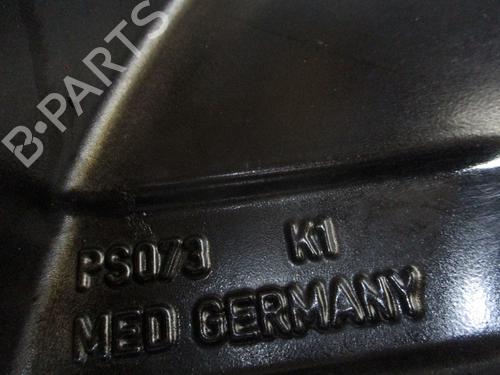 B-PARTS
PS073 K1
MED GERMANY